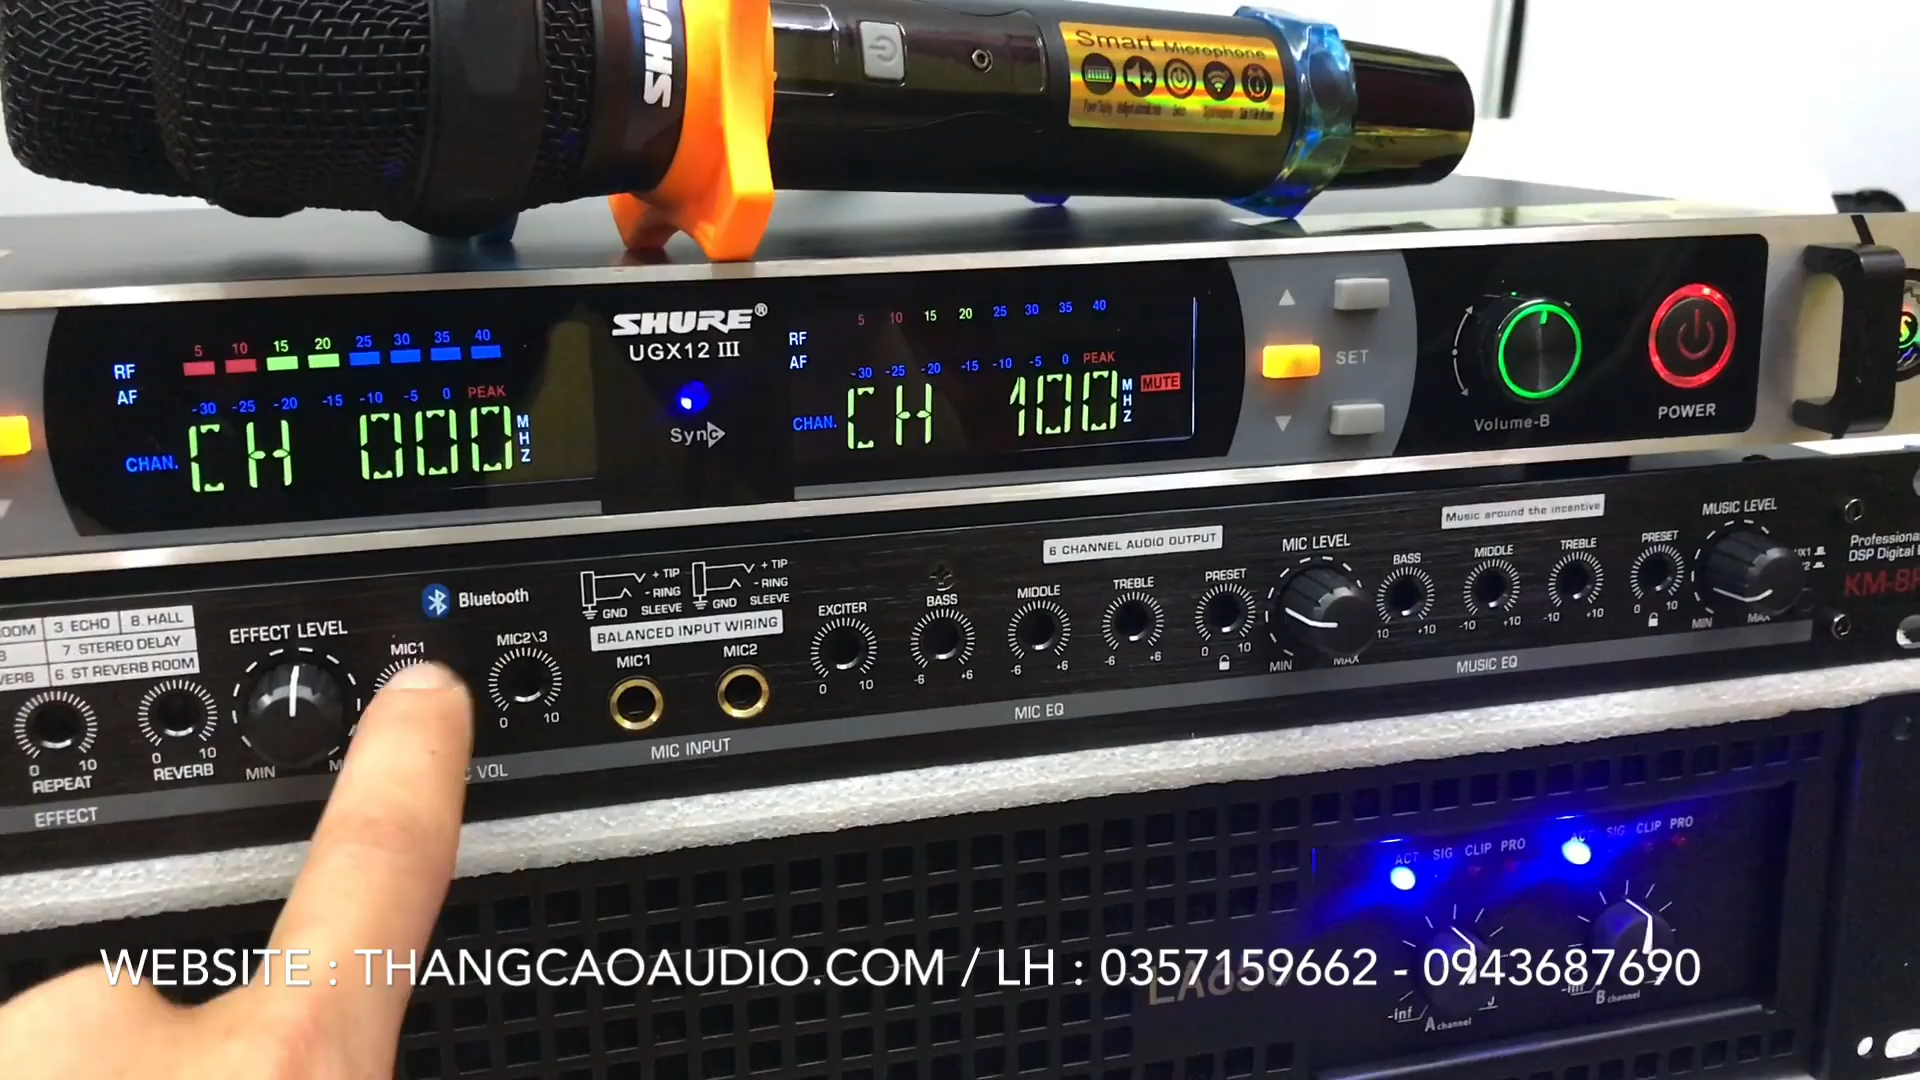 SHURE
Smart Microphone
SHURE®
UGX12 III
Sync
RF
AF
5 10 15 20 25 30 35 40
-30 -25 -20 -15 -10 -5 0 PEAK
CHAN. CH 000 MHZ
RF
AF
5 10 15 20 25 30 35 40
-30 -25 -20 -15 -10 -5 0 PEAK
CHAN. CH 100 MHZ
MUTE
SET
Volume-B
POWER
3. ECHO 8. HALL
7 STEREO DELAY
6. ST REVERB ROOM
0 10
REPEAT
0 10
REVERB
EFFECT
EFFECT LEVEL
MIN
Bluetooth
MIC1
MIC2\3
0 10
VOL
+ TIP
- RING
GND SLEEVE
+ TIP
- RING
GND SLEEVE
BALANCED INPUT WIRING
MIC1
MIC2
MIC INPUT
6 CHANNEL AUDIO OUTPUT
EXCITER
0 10
BASS
-6 +6
MIDDLE
-6 +6
TREBLE
-6 +6
PRESET
0 10
MIC EQ
MIC LEVEL
MIN MAX
Music around the incentive
BASS
10 +10
MIDDLE
-10 +10
TREBLE
-10 +10
PRESET
0 10
MUSIC EQ
MUSIC LEVEL
MIN MAX
Professional
DSP Digital
ACT SIG CLIP PRO
ACT SIG CLIP PRO
-inf
A channel
B channel
WEBSITE : THANGCAOAUDIO.COM / LH : 0357159662 - 0943687690